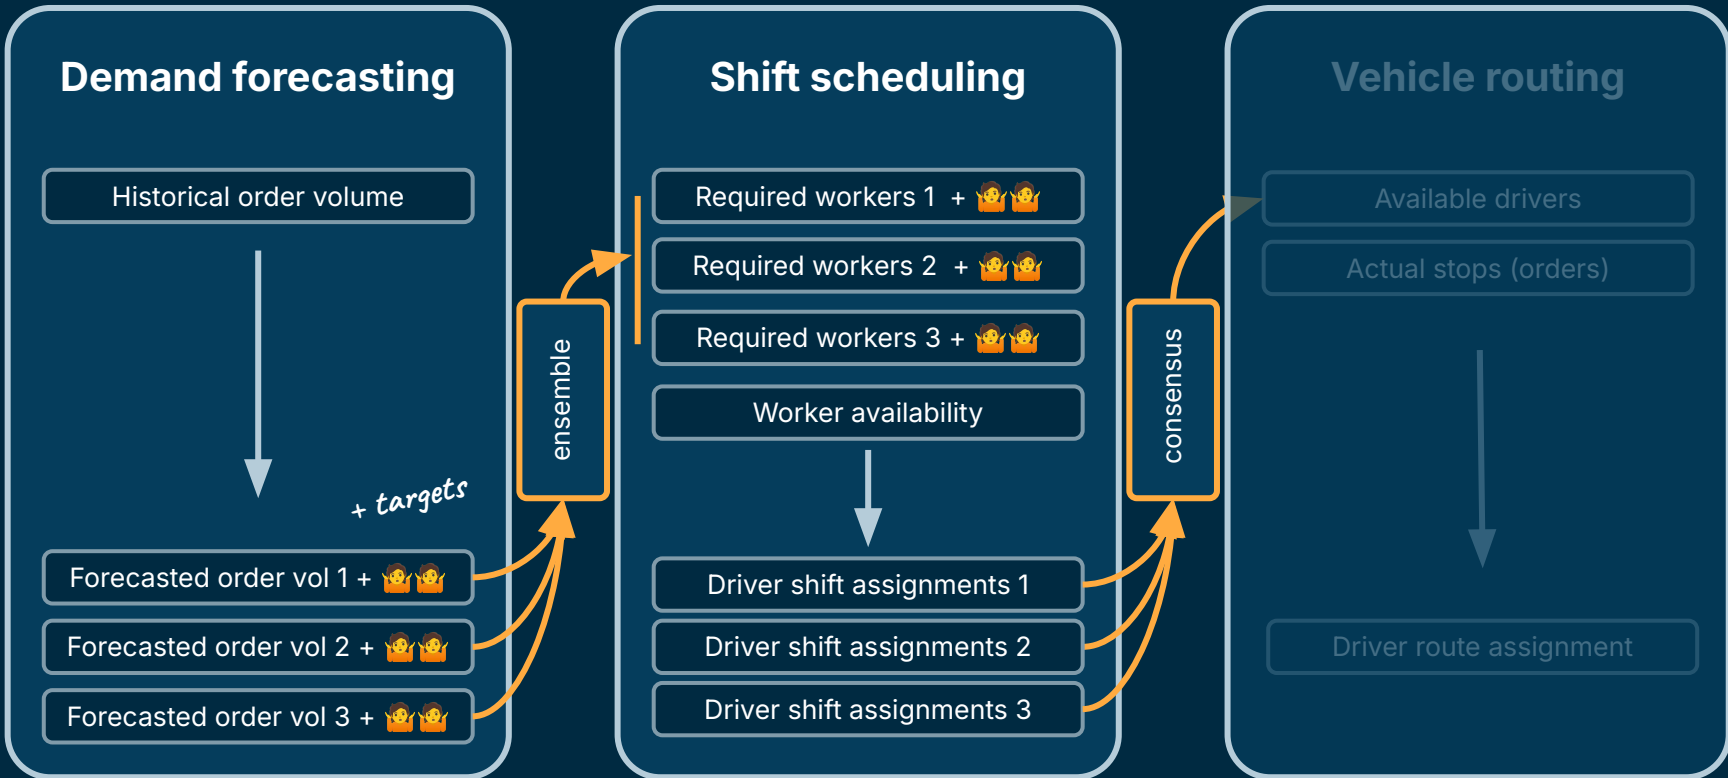 Demand forecasting
Historical order volume
+ targets
Forecasted order vol 1 + 🤷🤷
Forecasted order vol 2 + 🤷🤷
Forecasted order vol 3 + 🤷🤷
ensemble
Shift scheduling
Required workers 1 + 🤷🤷
Required workers 2 + 🤷🤷
Required workers 3 + 🤷🤷
Worker availability
Driver shift assignments 1
Driver shift assignments 2
Driver shift assignments 3
consensus
Vehicle routing
Available drivers
Actual stops (orders)
Driver route assignment